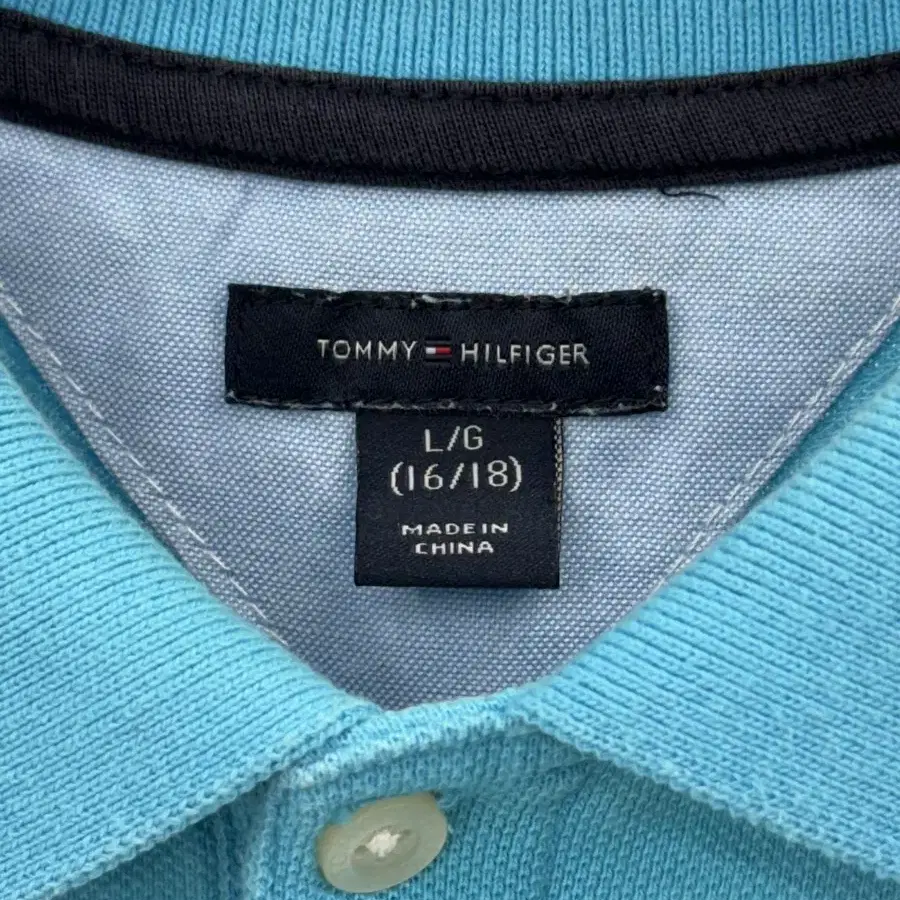 TOMMY HILFIGER
L/G
(16/18)
MADE IN
CHINA